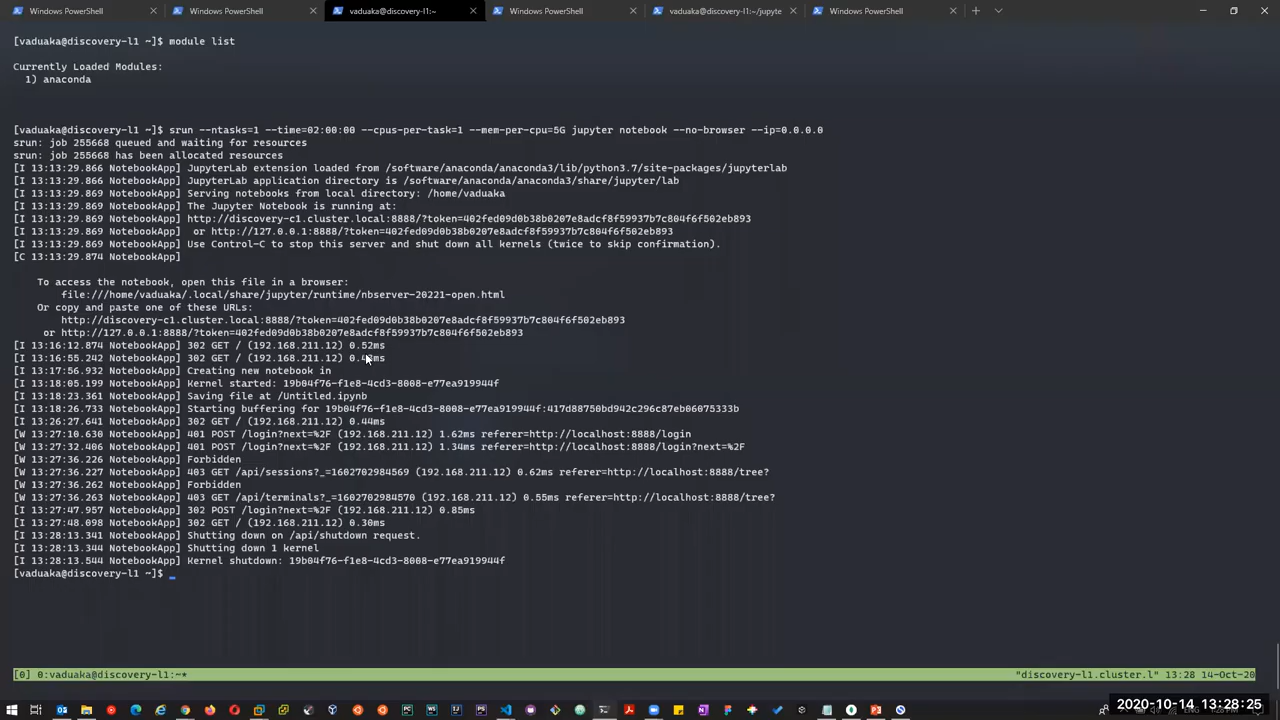 Windows PowerShell
Windows PowerShell
vaduaka@discovery-l1:~
Windows PowerShell
vaduaka@discovery-l1:~/jupyte
Windows PowerShell
[vaduaka@discovery-l1 ~]$ module list
Currently Loaded Modules:
1) anaconda
[vaduaka@discovery-l1 ~]$ srun --ntasks=1 --time=02:00:00 --cpus-per-task=1 --mem-per-cpu=5G jupyter notebook --no-browser --ip=0.0.0.0
srun: job 255668 queued and waiting for resources
srun: job 255668 has been allocated resources
[I 13:13:29.866 NotebookApp] JupyterLab extension loaded from /software/anaconda/anaconda3/lib/python3.7/site-packages/jupyterlab
[I 13:13:29.866 NotebookApp] JupyterLab application directory is /software/anaconda/anaconda3/share/jupyter/lab
[I 13:13:29.869 NotebookApp] Serving notebooks from local directory: /home/vaduaka
[I 13:13:29.869 NotebookApp] The Jupyter Notebook is running at:
[I 13:13:29.869 NotebookApp] http://discovery-c1.cluster.local:8888/?token=402fed09d0b38b0207e8adcf8f59937b7c804f6f502eb893
[I 13:13:29.869 NotebookApp]  or http://127.0.0.1:8888/?token=402fed09d0b38b0207e8adcf8f59937b7c804f6f502eb893
[I 13:13:29.869 NotebookApp] Use Control-C to stop this server and shut down all kernels (twice to skip confirmation).
[C 13:13:29.874 NotebookApp]
To access the notebook, open this file in a browser:
file:///home/vaduaka/.local/share/jupyter/runtime/nbserver-20221-open.html
Or copy and paste one of these URLs:
http://discovery-c1.cluster.local:8888/?token=402fed09d0b38b0207e8adcf8f59937b7c804f6f502eb893
or http://127.0.0.1:8888/?token=402fed09d0b38b0207e8adcf8f59937b7c804f6f502eb893
[I 13:16:12.874 NotebookApp] 302 GET / (192.168.211.12) 0.52ms
[I 13:16:55.242 NotebookApp] 302 GET / (192.168.211.12)
[I 13:17:56.932 NotebookApp] Creating new notebook in
[I 13:18:05.199 NotebookApp] Kernel started: 19b04f76-f1e8-4cd3-8008-e77ea919944f
[I 13:18:23.361 NotebookApp] Saving file at /Untitled.ipynb
[I 13:18:26.733 NotebookApp] Starting buffering for 19b04f76-f1e8-4cd3-8008-e77ea919944f:417d88750bd942c296c87eb06075333b
[I 13:26:27.641 NotebookApp] 302 GET / (192.168.211.12) 0.44ms
[W 13:27:10.630 NotebookApp] 401 POST /login?next=%2F (192.168.211.12) 1.62ms referer=http://localhost:8888/login
[W 13:27:32.406 NotebookApp] 401 POST /login?next=%2F (192.168.211.12) 1.34ms referer=http://localhost:8888/login?next=%2F
[W 13:27:36.226 NotebookApp] Forbidden
[W 13:27:36.227 NotebookApp] 403 GET /api/sessions?_=1602702984569 (192.168.211.12) 0.62ms referer=http://localhost:8888/tree?
[W 13:27:36.262 NotebookApp] Forbidden
[W 13:27:36.263 NotebookApp] 403 GET /api/terminals?_=1602702984570 (192.168.211.12) 0.55ms referer=http://localhost:8888/tree?
[I 13:27:47.957 NotebookApp] 302 POST /login?next=%2F (192.168.211.12) 0.85ms
[I 13:27:48.098 NotebookApp] 302 GET / (192.168.211.12) 0.30ms
[I 13:28:13.341 NotebookApp] Shutting down on /api/shutdown request.
[I 13:28:13.344 NotebookApp] Shutting down 1 kernel
[I 13:28:13.544 NotebookApp] Kernel shutdown: 19b04f76-f1e8-4cd3-8008-e77ea919944f
[vaduaka@discovery-l1 ~]$ _
[0] 0:vaduaka@discovery-l1:~* "discovery-l1.cluster.l" 13:28 14-Oct-20
2020-10-14 13:28:25